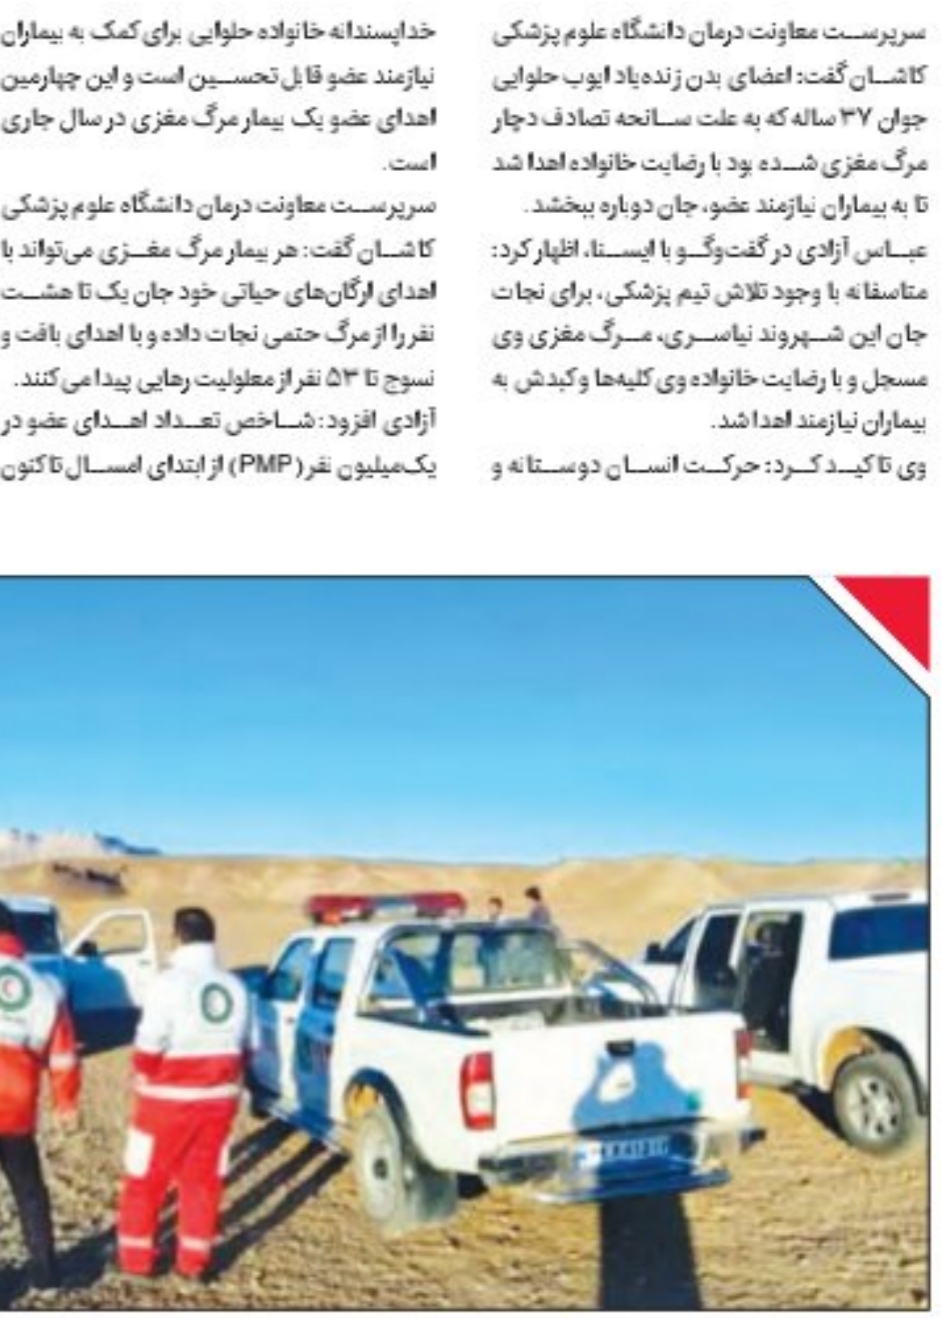 سرپرست معاونت درمان دانشگاه علوم پزشکی
کاشان گفت: اعضای بدن زنده‌یاد ایوب حلوایی
جوان ۳۷ ساله که به علت سانحه تصادف دچار
مرگ مغزی شده بود با رضایت خانواده اهدا شد
تا به بیماران نیازمند عضو، جان دوباره ببخشد.
عباس آزادی در گفت‌وگو با ایسنا، اظهار کرد:
متاسفانه با وجود تلاش تیم پزشکی، برای نجات
جان این شهروند نیاسری، مرگ مغزی وی
مسجل و با رضایت خانواده وی کلیه‌ها و کبدش به
بیماران نیازمند اهدا شد.
وی تاکید کرد: حرکت انسان دوستانه و
خداپسندانه خانواده حلوایی برای کمک به بیماران
نیازمند عضو قابل تحسین است و این چهارمین
اهدای عضو یک بیمار مرگ مغزی در سال جاری
است.
سرپرست معاونت درمان دانشگاه علوم پزشکی
کاشان گفت: هر بیمار مرگ مغزی می‌تواند با
اهدای ارگان‌های حیاتی خود جان یک تا هشت
نفر را از مرگ حتمی نجات داده و با اهدای بافت و
نسوج تا ۵۳ نفر از معلولیت رهایی پیدا می‌کنند.
آزادی افزود: شاخص تعداد اهدای عضو در
یک‌میلیون نفر (PMP) از ابتدای امسال تاکنون